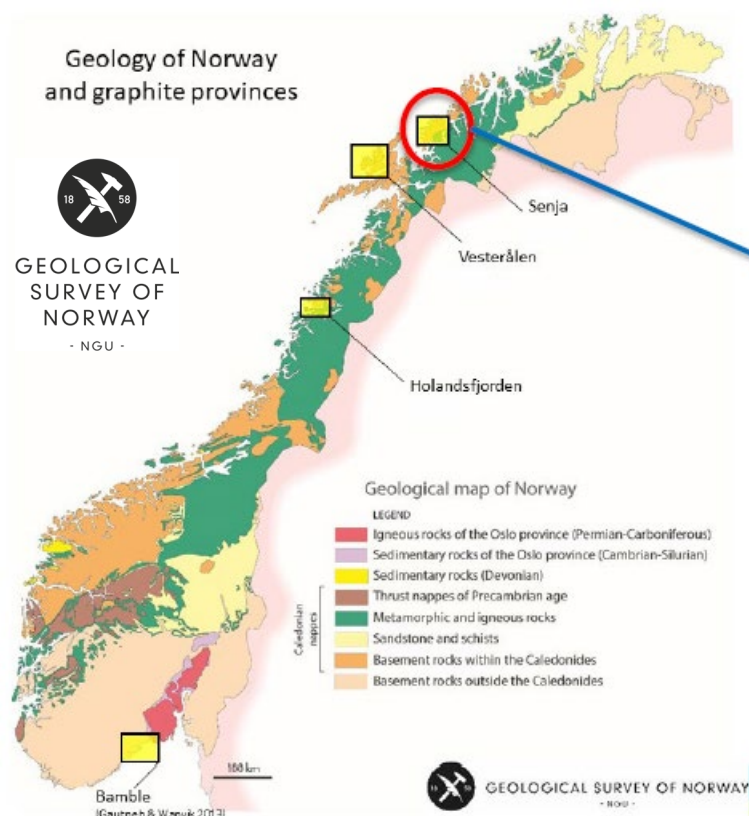 Geology of Norway
and graphite provinces
18 58
GEOLOGICAL
SURVEY OF
NORWAY
- NGU -
Senja
Vesterålen
Holandsfjorden
Geological map of Norway
LEGEND
Igneous rocks of the Oslo province (Permian-Carboniferous)
Sedimentary rocks of the Oslo province (Cambrian-Silurian)
Sedimentary rocks (Devonian)
Caledonian
nappes
Thrust nappes of Precambrian age
Metamorphic and igneous rocks
Sandstone and schists
Basement rocks within the Caledonides
Basement rocks outside the Caledonides
Bamble
(Gautneb & Wanvik 2013)
km
GEOLOGICAL SURVEY OF NORWAY
- NGU -